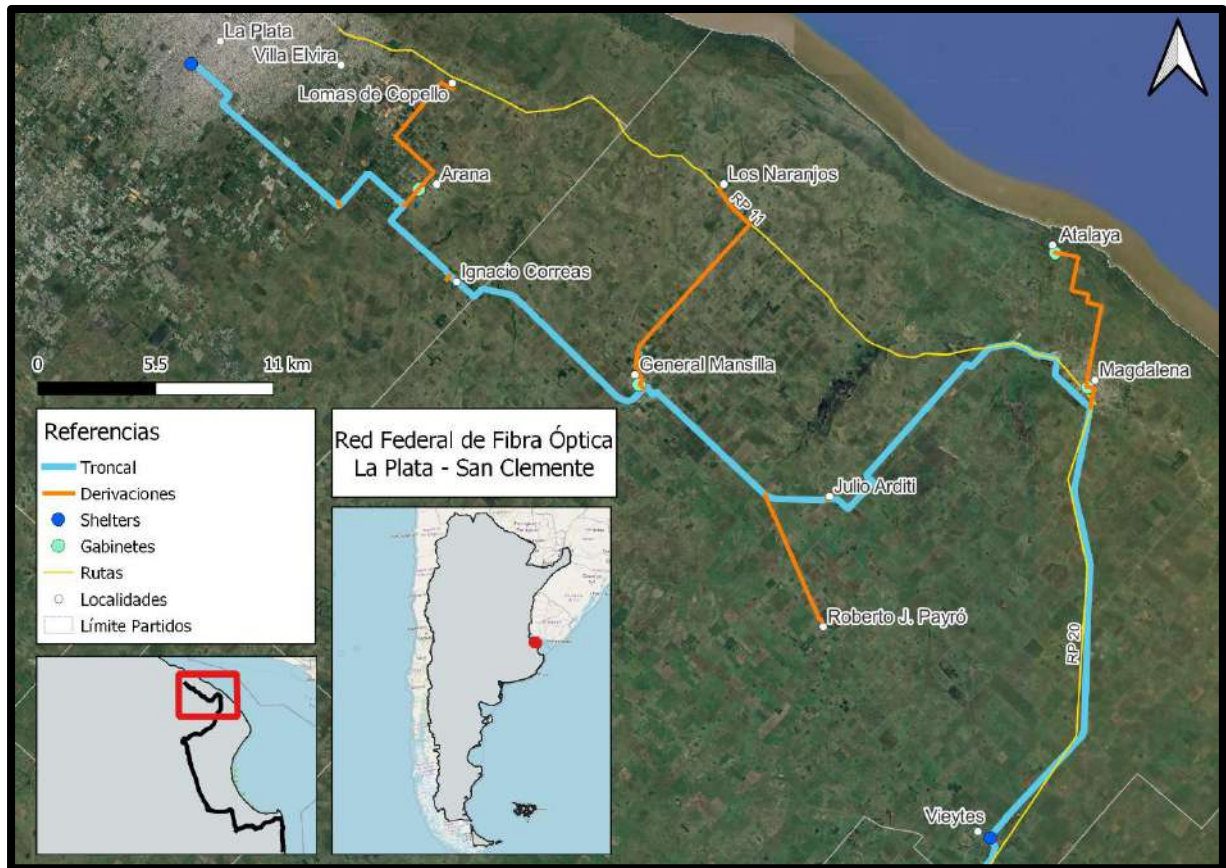 La Plata
Villa Elvira
Lomas de Copello
Arana
Los Naranjos
RP 11
Atalaya
Ignacio Correas
0 5.5 11 km
General Mansilla
Magdalena
Referencias
Troncal
Derivaciones
Shelters
Gabinetes
Rutas
Localidades
Límite Partidos
Red Federal de Fibra Óptica
La Plata - San Clemente
Julio Arditi
Roberto J. Payró
RP 20
Vieytes